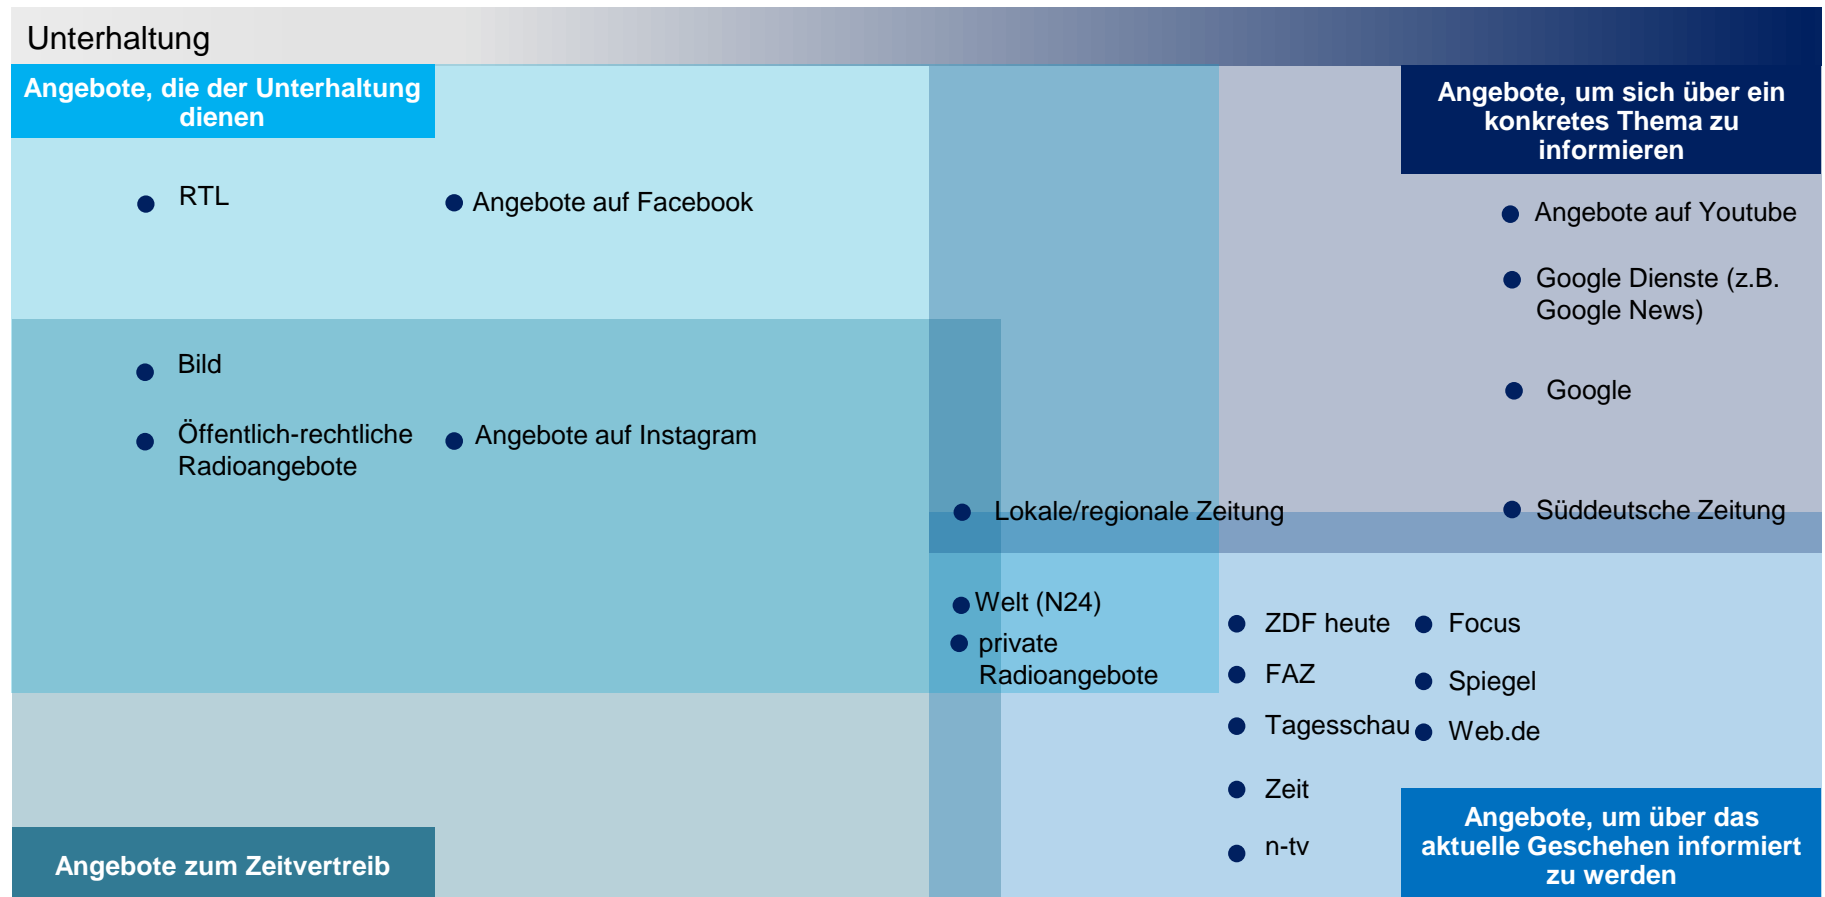 Unterhaltung
Angebote, die der Unterhaltung
dienen
Angebote, um sich über ein
konkretes Thema zu
informieren
RTL
Angebote auf Facebook
Angebote auf Youtube
Google Dienste (z.B.
Google News)
Bild
Google
Öffentlich-rechtliche
Radioangebote
Angebote auf Instagram
Lokale/regionale Zeitung
Süddeutsche Zeitung
Welt (N24)
private
Radioangebote
ZDF heute
Focus
FAZ
Spiegel
Tagesschau
Web.de
Zeit
n-tv
Angebote zum Zeitvertreib
Angebote, um über das
aktuelle Geschehen informiert
zu werden